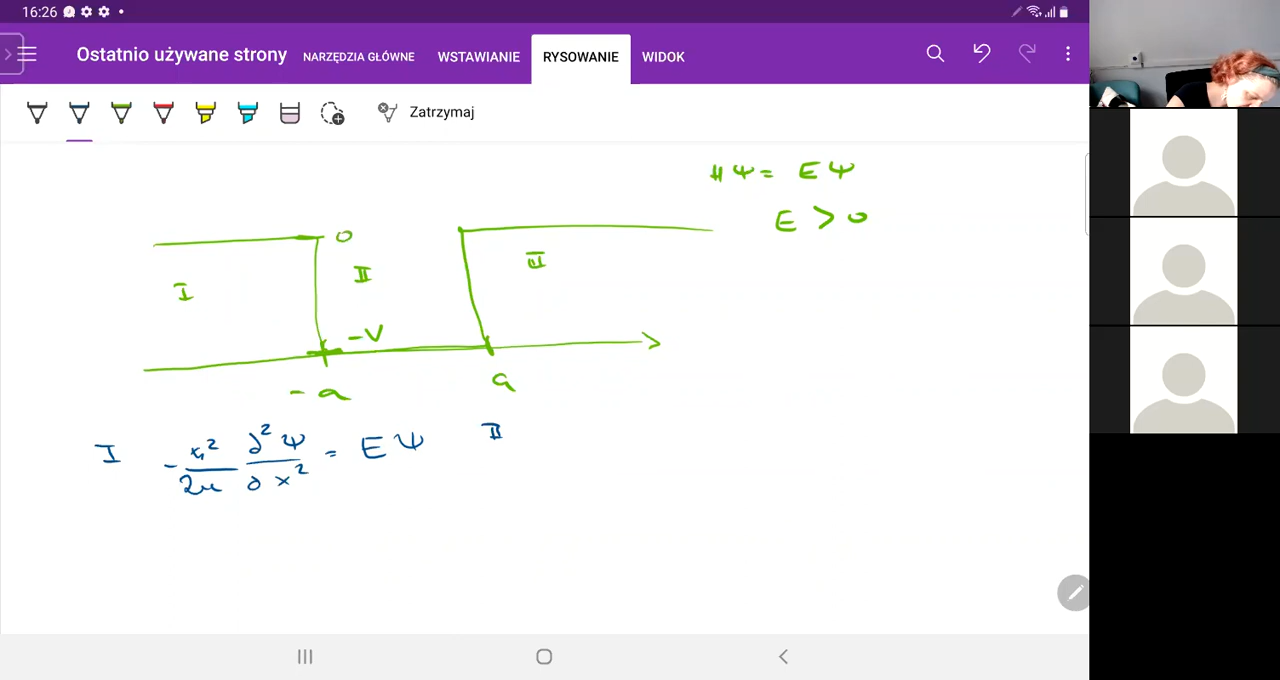 16:26
Ostatnio używane strony NARZĘDZIA GŁÓWNE WSTAWIANIE RYSOWANIE WIDOK
Zatrzymaj
HΨ = EΨ
E > 0
0
I II III
-V
-a a
I -ħ²/2m ∂²Ψ/∂x² = EΨ II